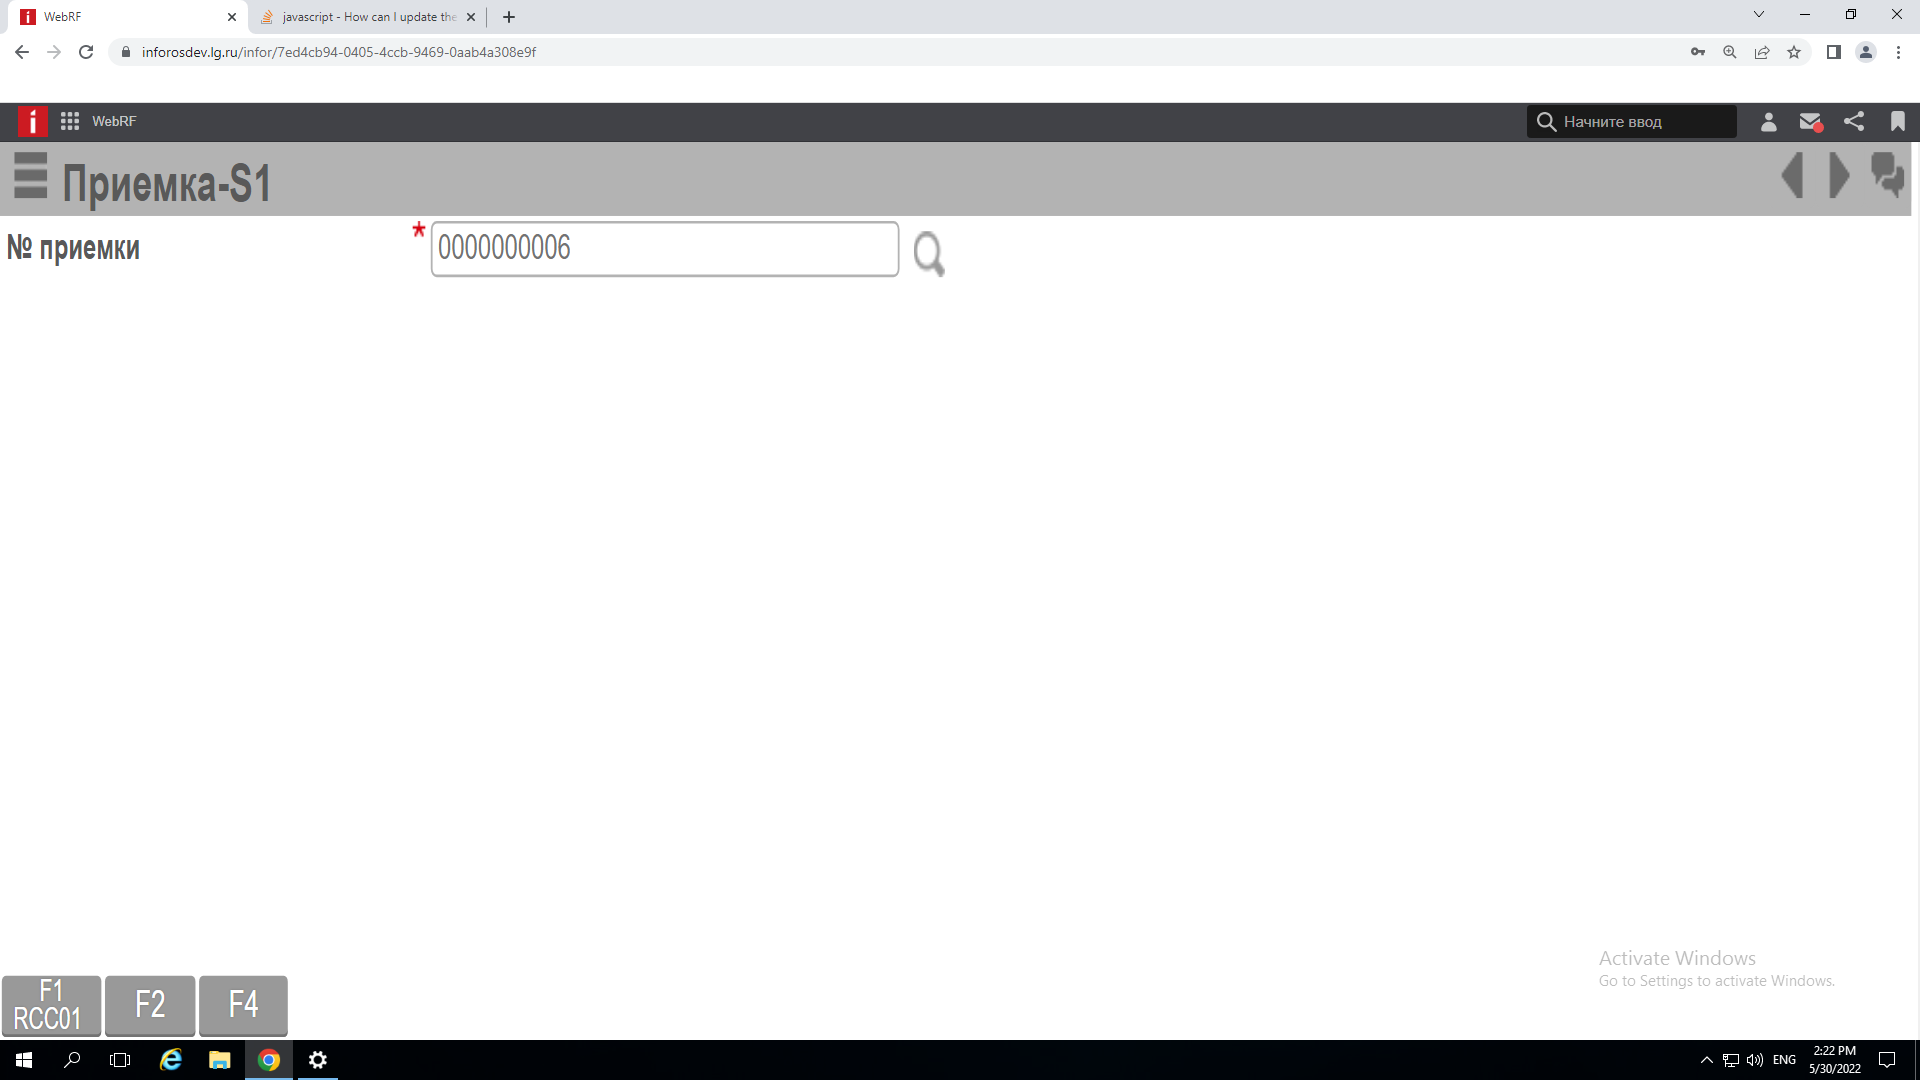 WebRF
javascript - How can I update the
inforosdev.lg.ru/infor/7ed4cb94-0405-4ccb-9469-0aab4a308e9f
WebRF
Начните ввод
Приемка-S1
№ приемки
*
0000000006
Activate Windows
Go to Settings to activate Windows.
F1
RCC01
F2
F4
ENG
2:22 PM
5/30/2022